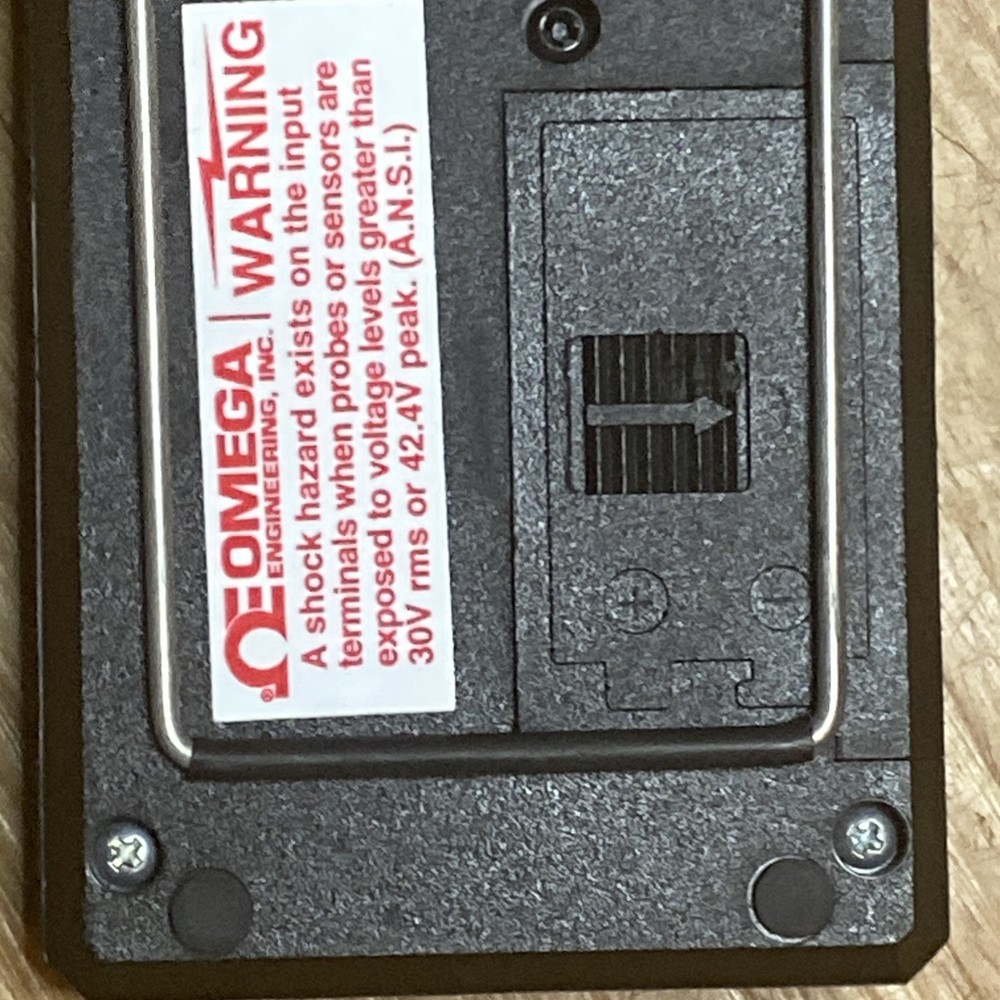 ΩE OMEGA | WARNING
ENGINEERING, INC.
®
A shock hazard exists on the input
terminals when probes or sensors are
exposed to voltage levels greater than
30V rms or 42.4V peak. (A.N.S.I.)
+
−